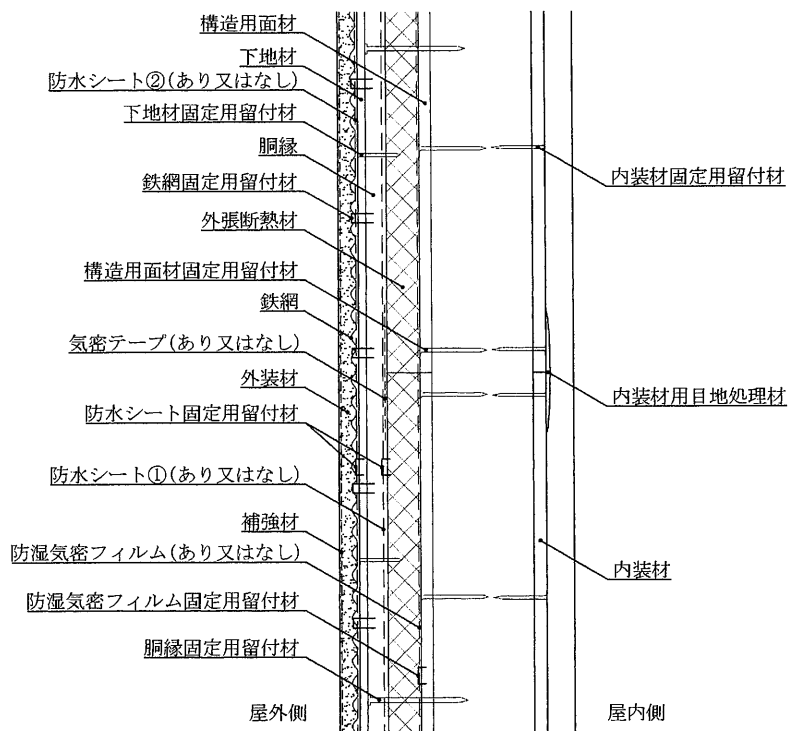 構造用面材
下地材
防水シート②(あり又はなし)
下地材固定用留付材
胴縁
鉄網固定用留付材
外張断熱材
構造用面材固定用留付材
鉄網
気密テープ(あり又はなし)
外装材
防水シート固定用留付材
防水シート①(あり又はなし)
補強材
防湿気密フィルム(あり又はなし)
防湿気密フィルム固定用留付材
胴縁固定用留付材
屋外側
内装材固定用留付材
内装材用目地処理材
内装材
屋内側